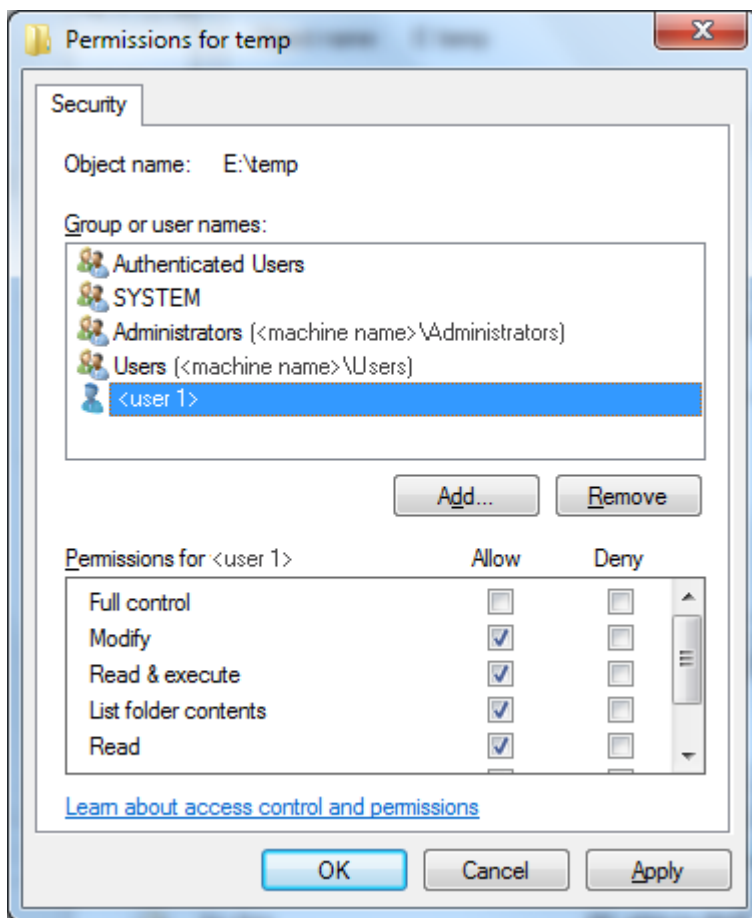 Permissions for temp
Security
Object name: E:\temp
Group or user names:
Authenticated Users
SYSTEM
Administrators (<machine name>\Administrators)
Users (<machine name>\Users)
<user 1>
Add... Remove
Permissions for <user 1> Allow Deny
Full control
Modify
Read & execute
List folder contents
Read
Learn about access control and permissions
OK Cancel Apply